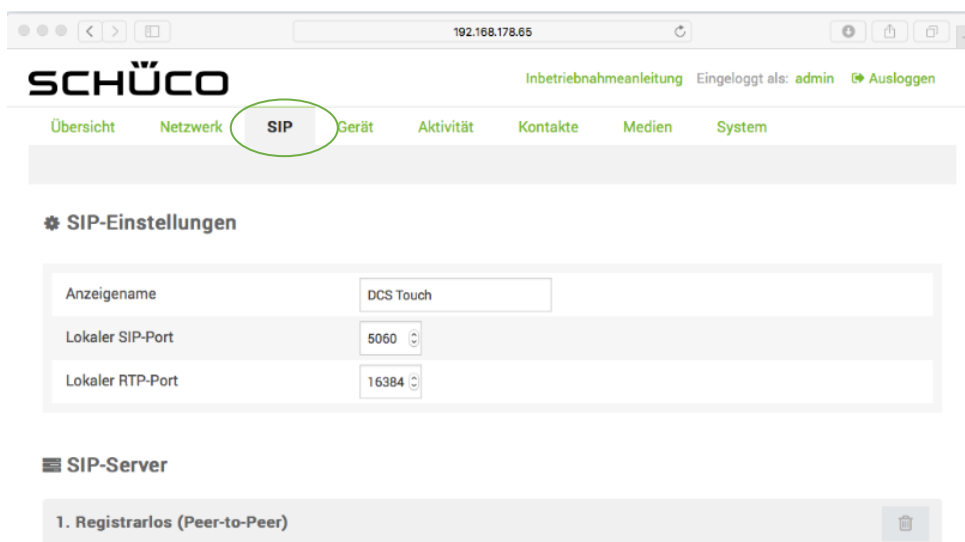 192.168.178.65
SCHÜCO
Inbetriebnahmeanleitung Eingeloggt als: admin Ausloggen
Übersicht Netzwerk SIP Gerät Aktivität Kontakte Medien System
SIP-Einstellungen
Anzeigename DCS Touch
Lokaler SIP-Port 5060
Lokaler RTP-Port 16384
SIP-Server
1. Registrarlos (Peer-to-Peer)